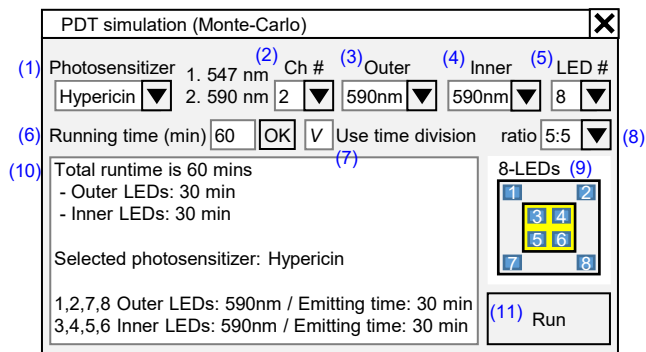 PDT simulation (Monte-Carlo) X
(1) Photosensitizer 1. 547 nm (2) Ch # (3) Outer (4) Inner (5) LED #
Hypericin 2. 590 nm 2 590nm 590nm 8
(6) Running time (min) 60 OK V Use time division ratio 5:5 (8)
(7)
(10) Total runtime is 60 mins
- Outer LEDs: 30 min
- Inner LEDs: 30 min
Selected photosensitizer: Hypericin
1,2,7,8 Outer LEDs: 590nm / Emitting time: 30 min
3,4,5,6 Inner LEDs: 590nm / Emitting time: 30 min
8-LEDs (9)
1 2
3 4
5 6
7 8
(11) Run